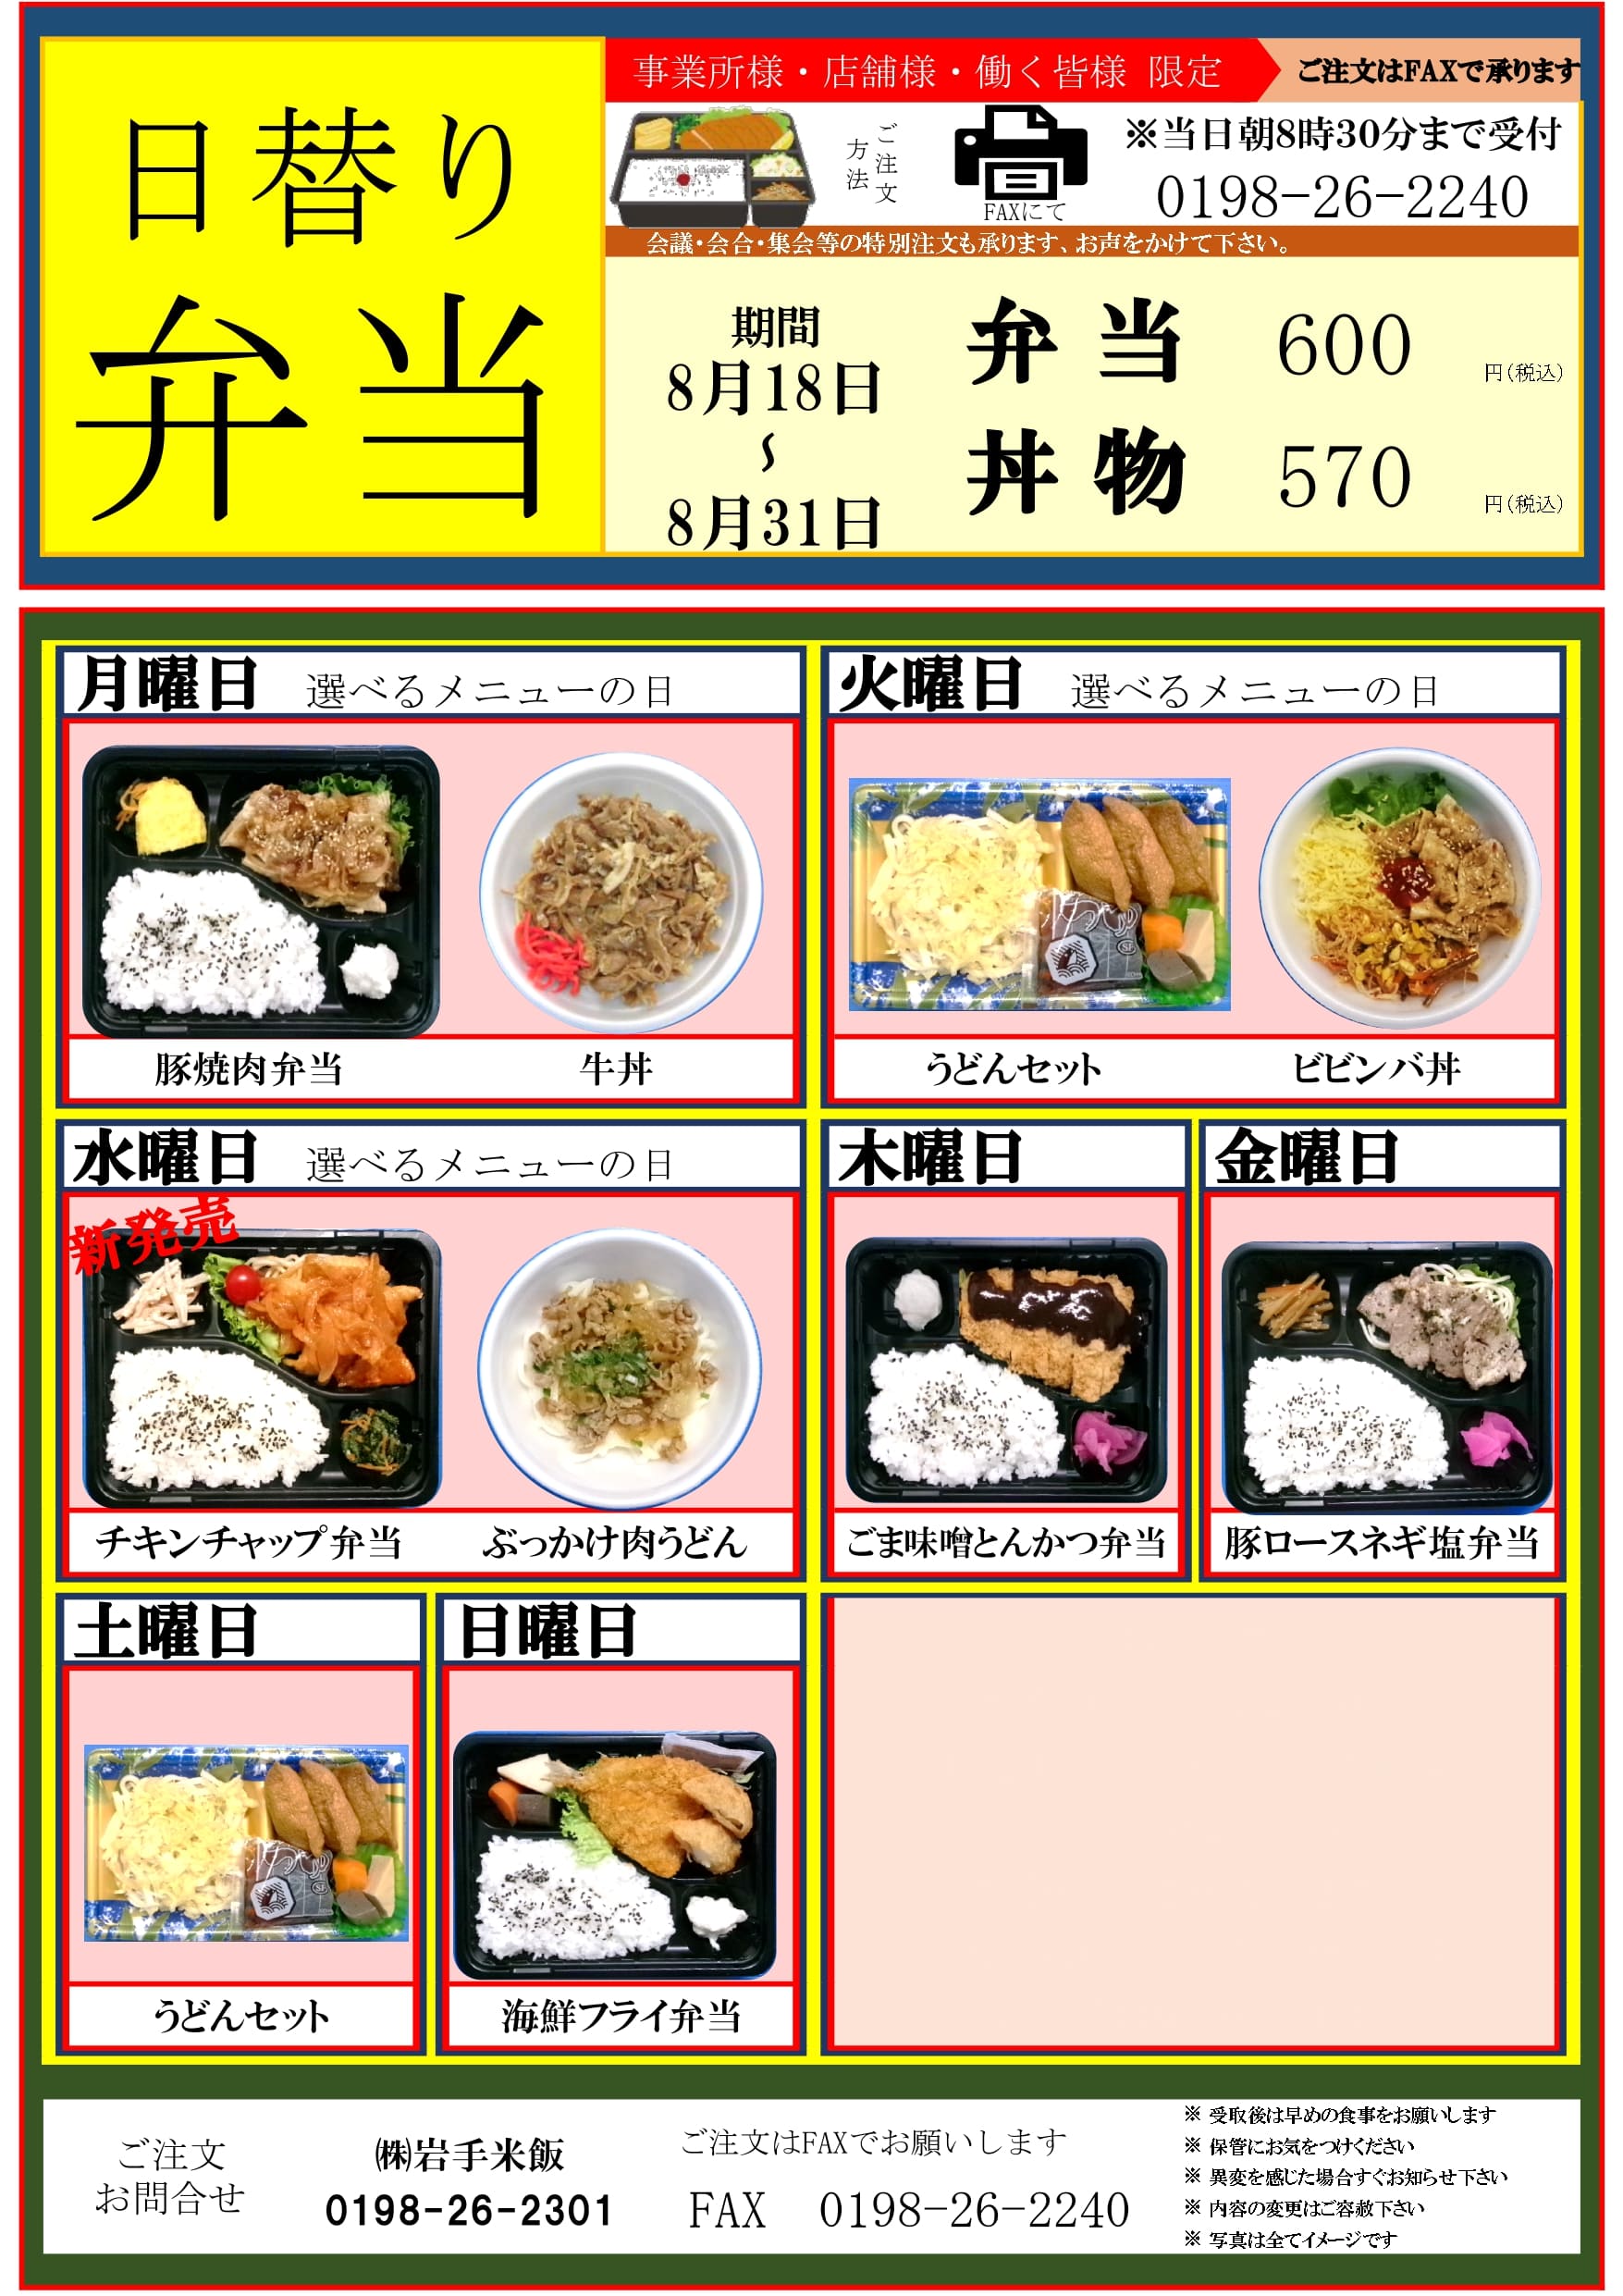 日替り
弁当
事業所様・店舗様・働く皆様 限定
ご注文はFAXで承ります
ご注文
方法
FAXにて
※当日朝8時30分まで受付
0198-26-2240
会議・会合・集会等の特別注文も承ります、お声をかけて下さい。
期間
8月18日
～
8月31日
弁当 600 円(税込)
丼物 570 円(税込)
月曜日 選べるメニューの日
豚焼肉弁当 牛丼
火曜日 選べるメニューの日
うどんセット ビビンバ丼
水曜日 選べるメニューの日
新発売
チキンチャップ弁当 ぶっかけ肉うどん
木曜日
ごま味噌とんかつ弁当
金曜日
豚ロースネギ塩弁当
土曜日
うどんセット
日曜日
海鮮フライ弁当
ご注文
お問合せ
㈱岩手米飯
0198-26-2301
ご注文はFAXでお願いします
FAX 0198-26-2240
※ 受取後は早めの食事をお願いします
※ 保管にお気をつけください
※ 異変を感じた場合すぐお知らせ下さい
※ 内容の変更はご容赦下さい
※ 写真は全てイメージです